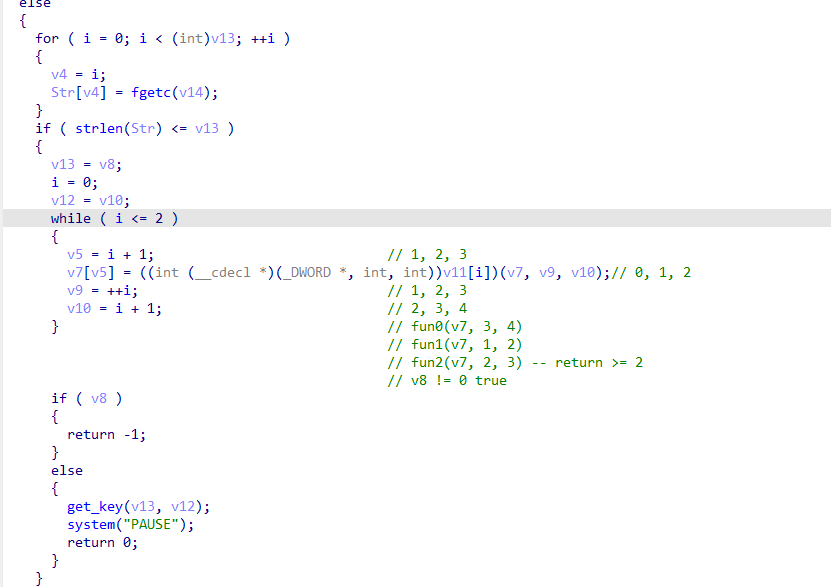 else
{
for ( i = 0; i < (int)v13; ++i )
{
v4 = i;
Str[v4] = fgetc(v14);
}
if ( strlen(Str) <= v13 )
{
v13 = v8;
i = 0;
v12 = v10;
while ( i <= 2 )
{
v5 = i + 1; // 1, 2, 3
v7[v5] = ((int (__cdecl *)(_DWORD *, int, int))v11[i])(v7, v9, v10);// 0, 1, 2
v9 = ++i; // 1, 2, 3
v10 = i + 1; // 2, 3, 4
} // fun0(v7, 3, 4)
// fun1(v7, 1, 2)
// fun2(v7, 2, 3) -- return >= 2
// v8 != 0 true
if ( v8 )
{
return -1;
}
else
{
get_key(v13, v12);
system("PAUSE");
return 0;
}
}